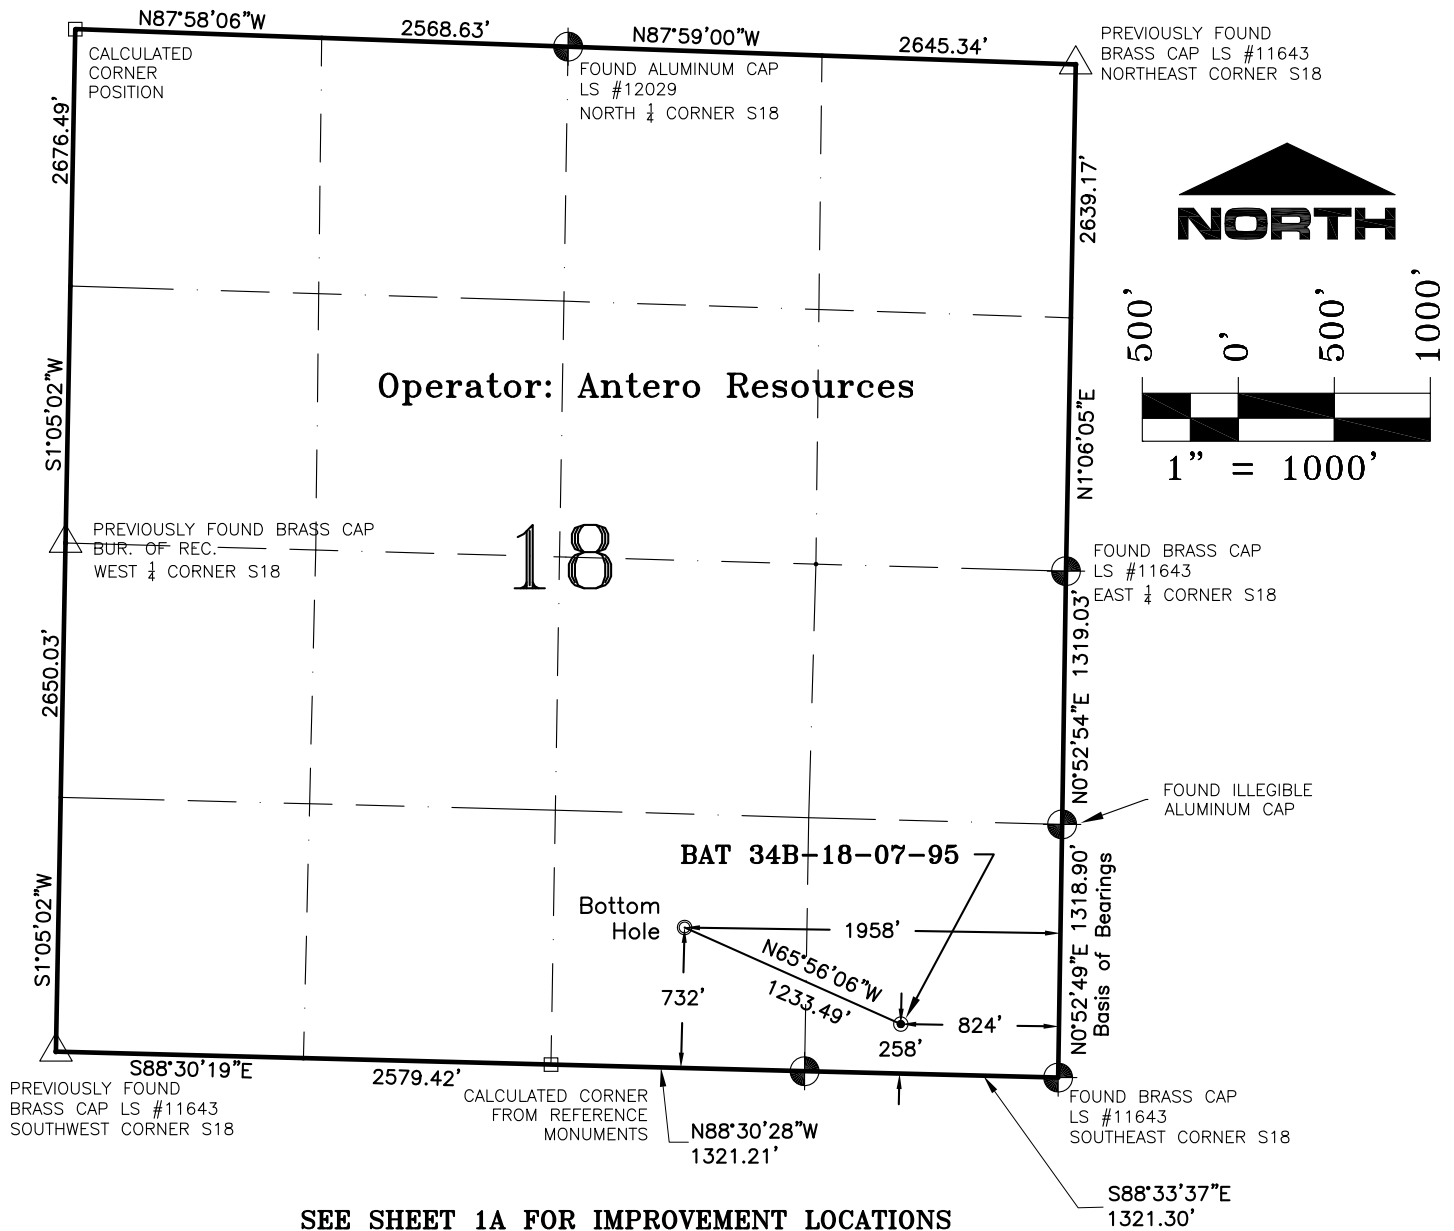 N87°58'06"W
2568.63'
N87°59'00"W
2645.34'
PREVIOUSLY FOUND
BRASS CAP LS #11643
NORTHEAST CORNER S18
CALCULATED
CORNER
POSITION
FOUND ALUMINUM CAP
LS #12029
NORTH 1/4 CORNER S18
2676.49'
2639.17'
NORTH
500'
0'
500'
1000'
1" = 1000'
Operator: Antero Resources
S1°05'02"W
N1°06'05"E
18
PREVIOUSLY FOUND BRASS CAP
BUR. OF REC.
WEST 1/4 CORNER S18
FOUND BRASS CAP
LS #11643
EAST 1/4 CORNER S18
2650.03'
N0°52'54"E 1319.03'
FOUND ILLEGIBLE
ALUMINUM CAP
BAT 34B-18-07-95
Bottom
Hole
1958'
N65°56'06"W
1233.49'
732'
824'
258'
S1°05'02"W
N0°52'49"E 1318.90'
Basis of Bearings
S88°30'19"E
2579.42'
PREVIOUSLY FOUND
BRASS CAP LS #11643
SOUTHWEST CORNER S18
CALCULATED CORNER
FROM REFERENCE
MONUMENTS
N88°30'28"W
1321.21'
FOUND BRASS CAP
LS #11643
SOUTHEAST CORNER S18
S88°33'37"E
1321.30'
SEE SHEET 1A FOR IMPROVEMENT LOCATIONS